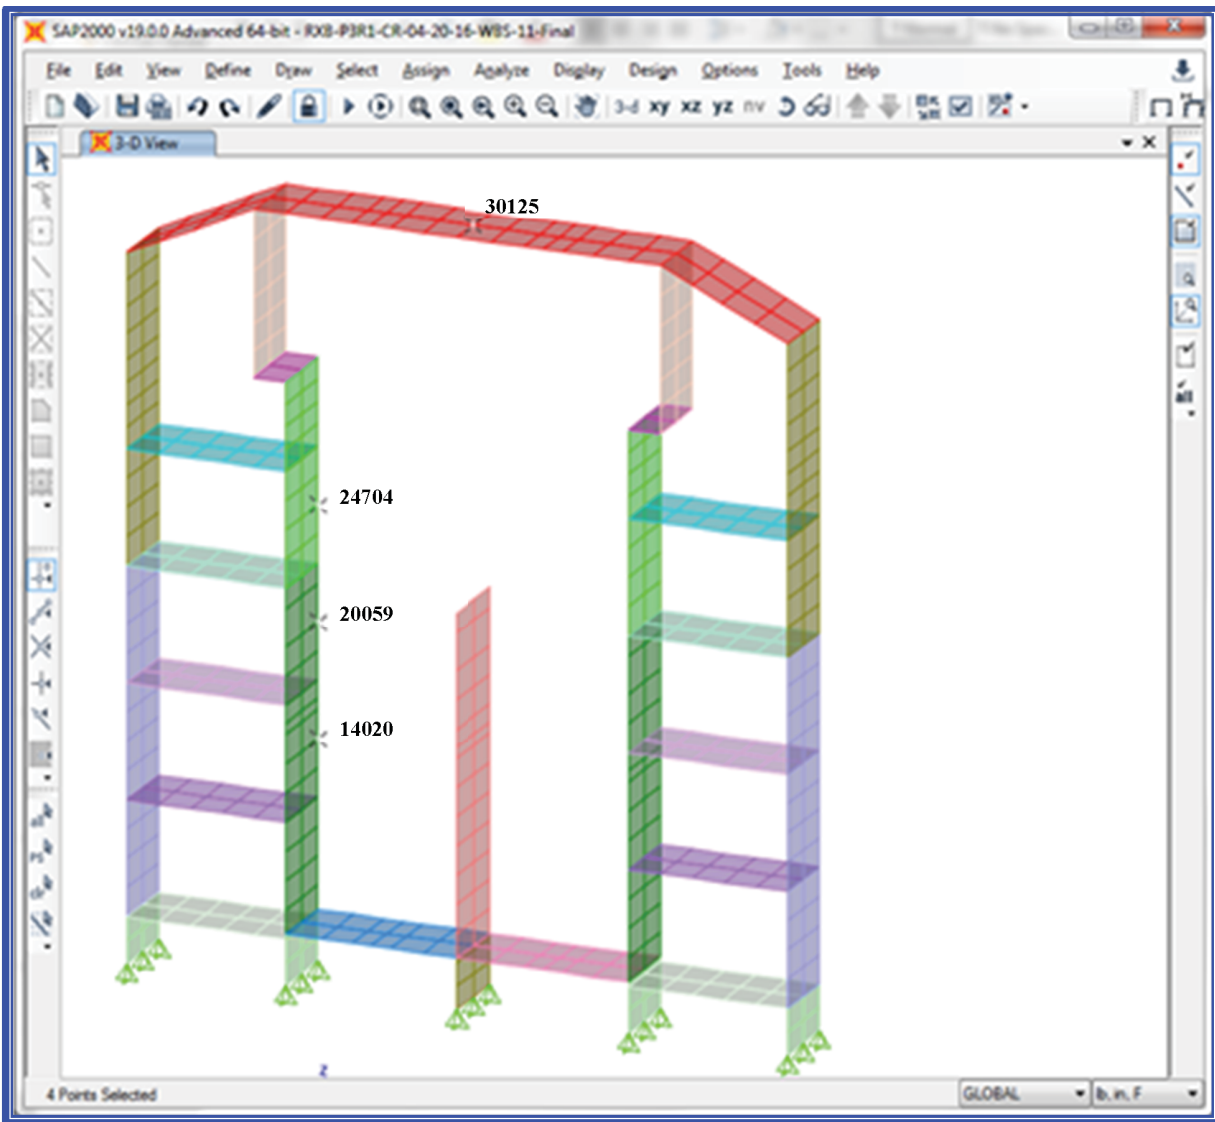 SAP2000 v19.0.0 Advanced 64-bit - RXB-P3R1-CR-04-20-16-WBS-11-Final
File Edit View Define Draw Select Assign Analyze Display Design Options Tools Help
3-d xy xz yz nv
3-D View
30125
24704
20059
14020
all
z
4 Points Selected
GLOBAL
lb, in, F